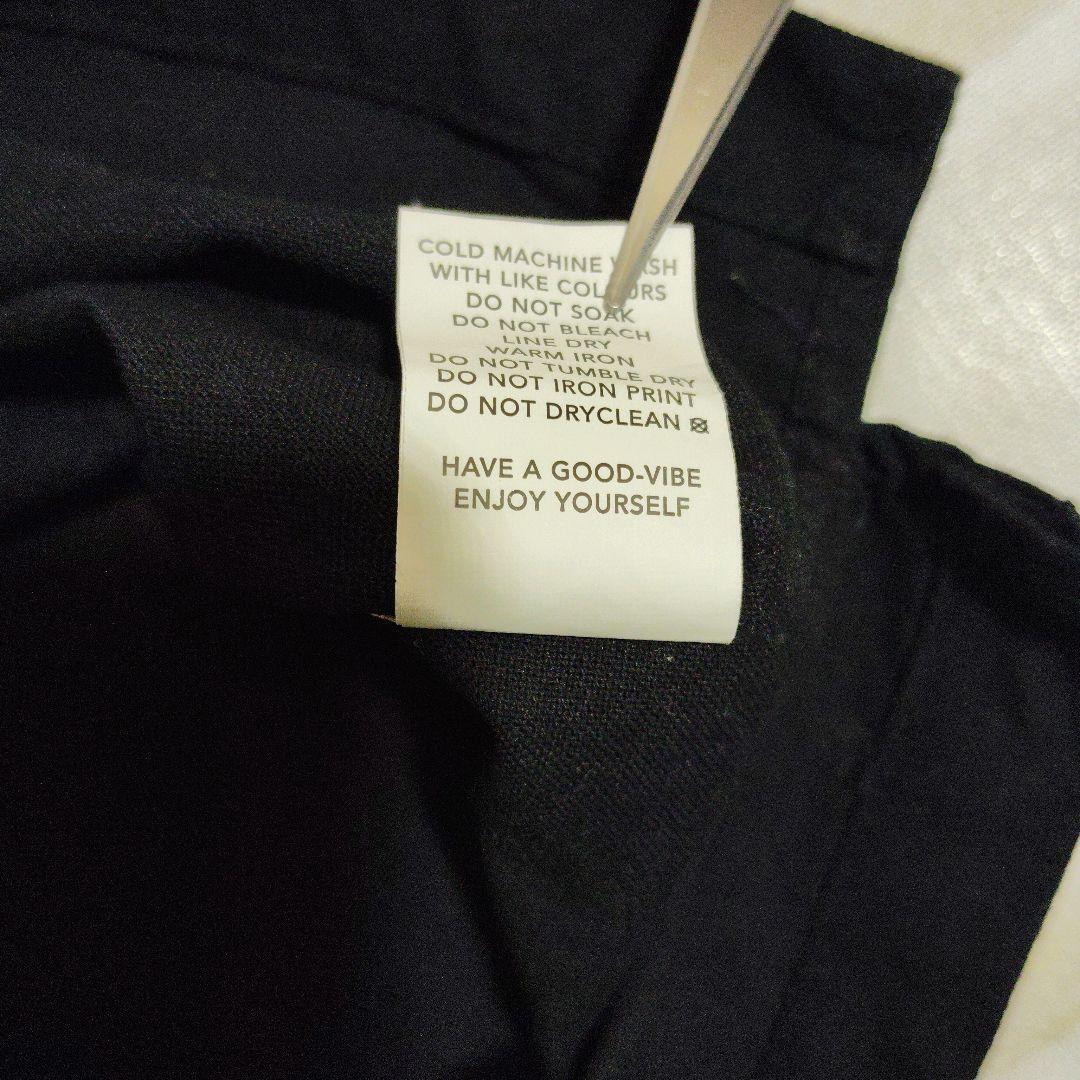 COLD MACHINE WASH
WITH LIKE COLOURS
DO NOT SOAK
DO NOT BLEACH
LINE DRY
WARM IRON
DO NOT TUMBLE DRY
DO NOT IRON PRINT
DO NOT DRYCLEAN
HAVE A GOOD-VIBE
ENJOY YOURSELF